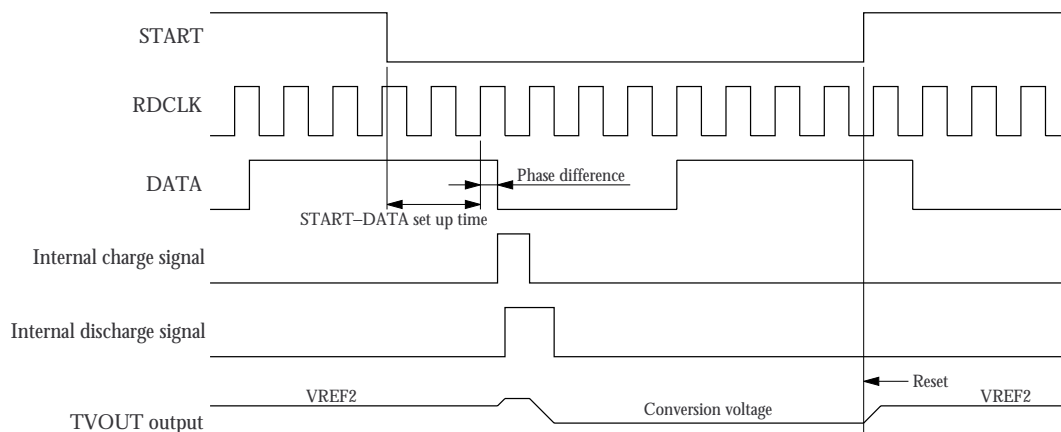 START
RDCLK
DATA
Phase difference
START–DATA set up time
Internal charge signal
Internal discharge signal
Reset
VREF2
VREF2
Conversion voltage
TVOUT output